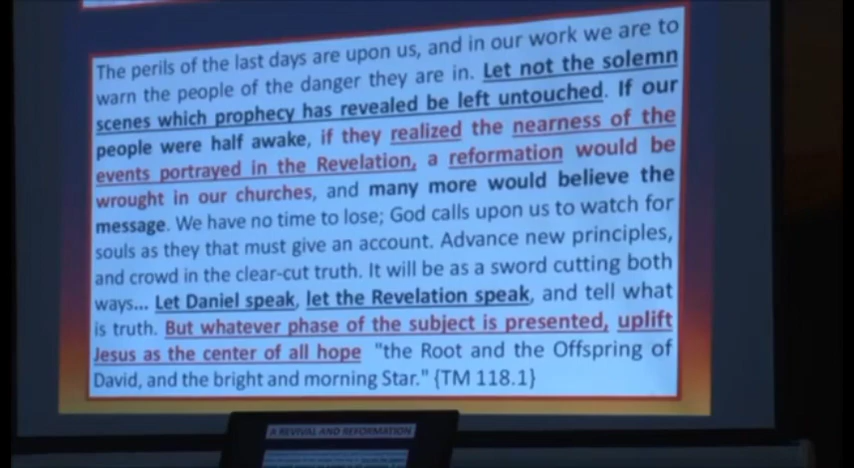 The perils of the last days are upon us, and in our work we are to
warn the people of the danger they are in. Let not the solemn
scenes which prophecy has revealed be left untouched. If our
people were half awake, if they realized the nearness of the
events portrayed in the Revelation, a reformation would be
wrought in our churches, and many more would believe the
message. We have no time to lose; God calls upon us to watch for
souls as they that must give an account. Advance new principles,
and crowd in the clear-cut truth. It will be as a sword cutting both
ways... Let Daniel speak, let the Revelation speak, and tell what
is truth. But whatever phase of the subject is presented, uplift
Jesus as the center of all hope "the Root and the Offspring of
David, and the bright and morning Star." {TM 118.1}
A REVIVAL AND REFORMATION